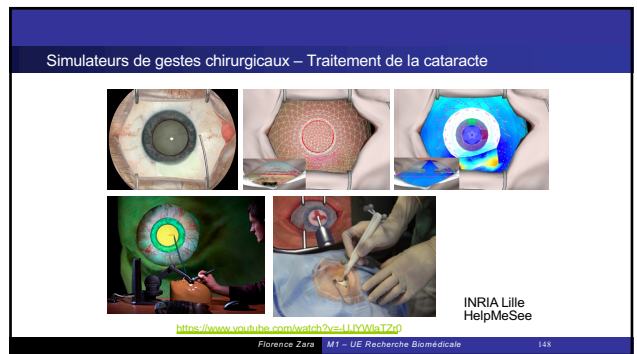 Simulateurs de gestes chirurgicaux – Traitement de la cataracte
INRIA Lille
HelpMeSee
https://www.youtube.com/watch?v=-UJYWlaTZr0
Florence Zara M1 – UE Recherche Biomédicale 148